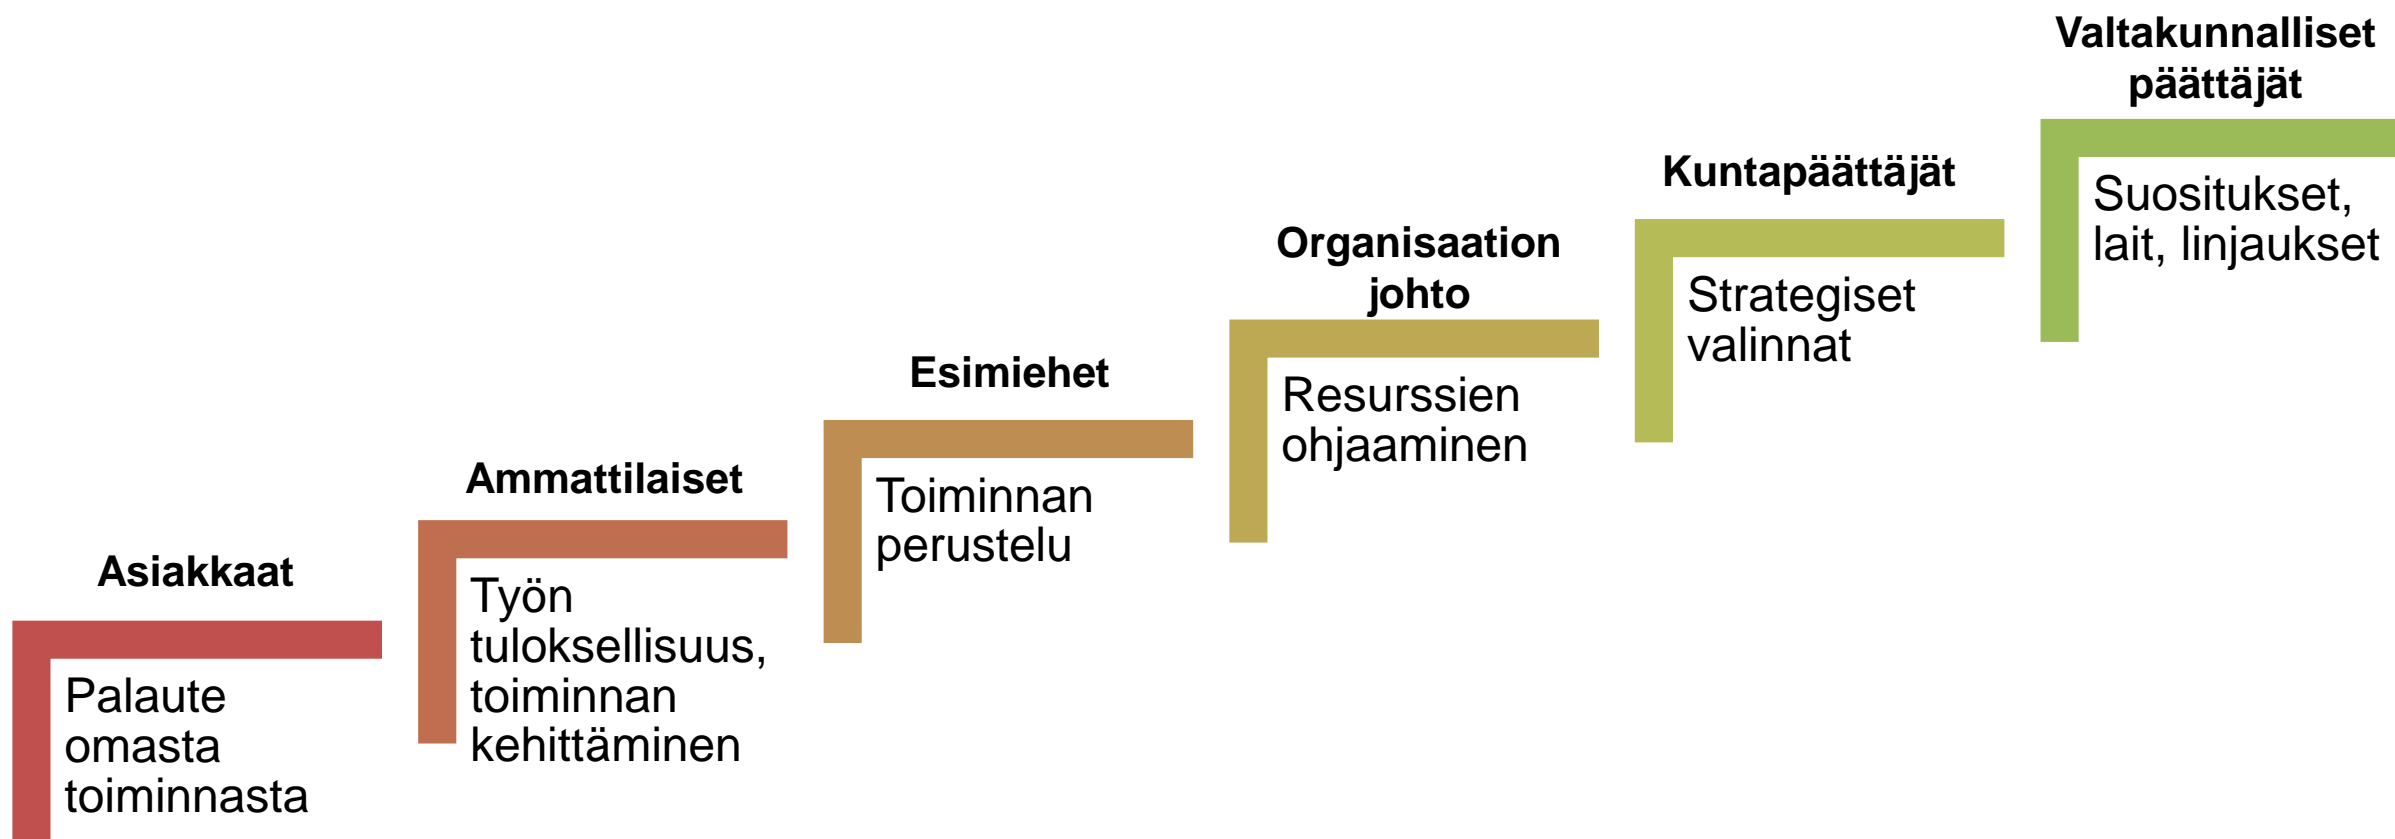 Asiakkaat
Palaute
omasta
toiminnasta
Ammattilaiset
Työn
tuloksellisuus,
toiminnan
kehittäminen
Esimiehet
Toiminnan
perustelu
Organisaation
johto
Resurssien
ohjaaminen
Kuntapäättäjät
Strategiset
valinnat
Valtakunnalliset
päättäjät
Suositukset,
lait, linjaukset